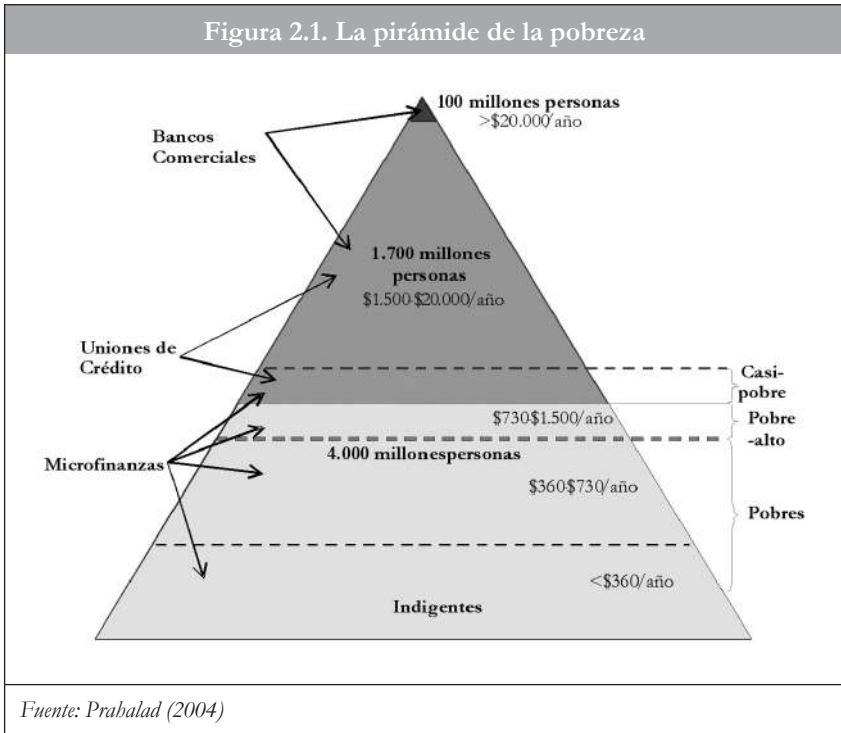 Figura 2.1. La pirámide de la pobreza
100 millones personas
>$20.000/año
Bancos
Comerciales
1.700 millones
personas
$1.500-$20.000/año
Uniones de
Crédito
Casi-
pobre
$730-$1.500/año
Pobre
-alto
Microfinanzas
4.000 millonespersonas
$360-$730/año
Pobres
<$360/año
Indigentes
Fuente: Prahalad (2004)